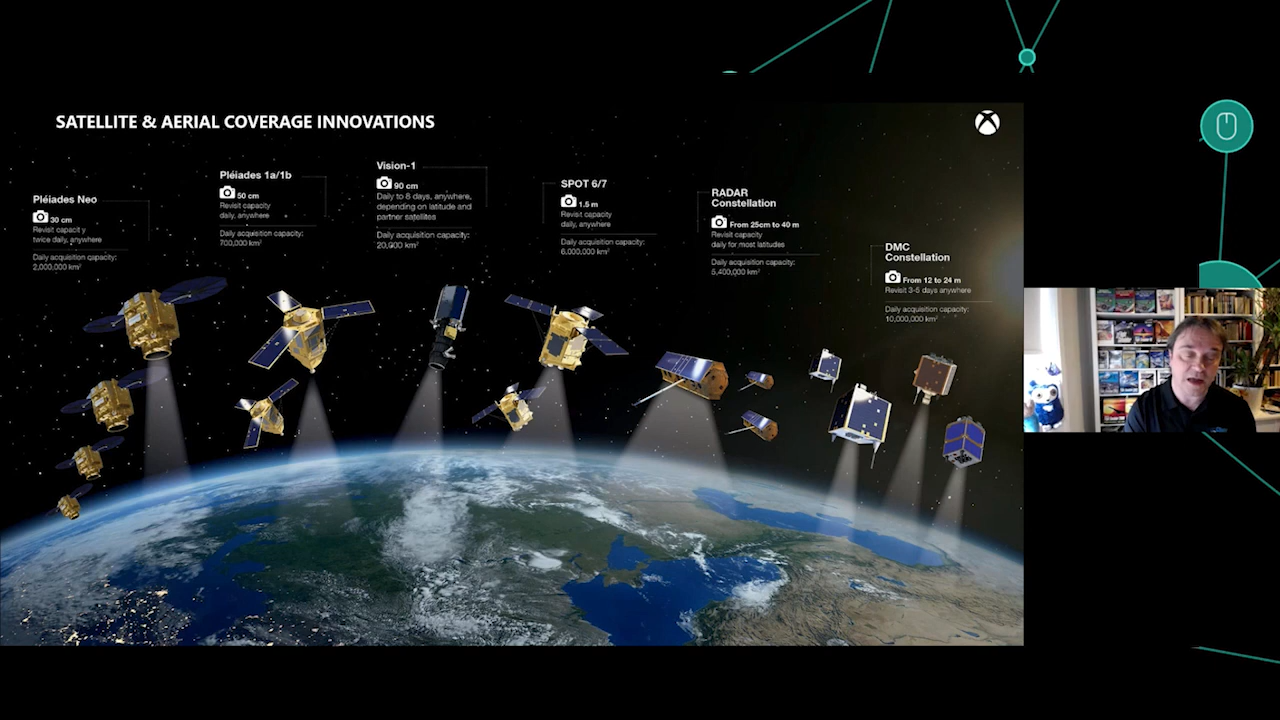 SATELLITE & AERIAL COVERAGE INNOVATIONS
Pléiades Neo
30 cm
Revisit capacit y
twice daily, anywhere
Daily acquisition capacity:
2,000,000 km²
Pléiades 1a/1b
50 cm
Revisit capacity
daily, anywhere
Daily acquisition capacity:
700,000 km²
Vision-1
90 cm
Daily to 8 days, anywhere,
depending on latitude and
partner satellites
Daily acquisition capacity:
20,000 km²
SPOT 6/7
1.5 m
Revisit capacity
daily, anywhere
Daily acquisition capacity:
6,000,000 km²
RADAR
Constellation
From 25cm to 40 m
Revisit capacity
daily for most latitudes
Daily acquisition capacity:
5,400,000 km²
DMC
Constellation
From 12 to 24 m
Revisit 3-5 days anywhere
Daily acquisition capacity:
10,000,000 km²